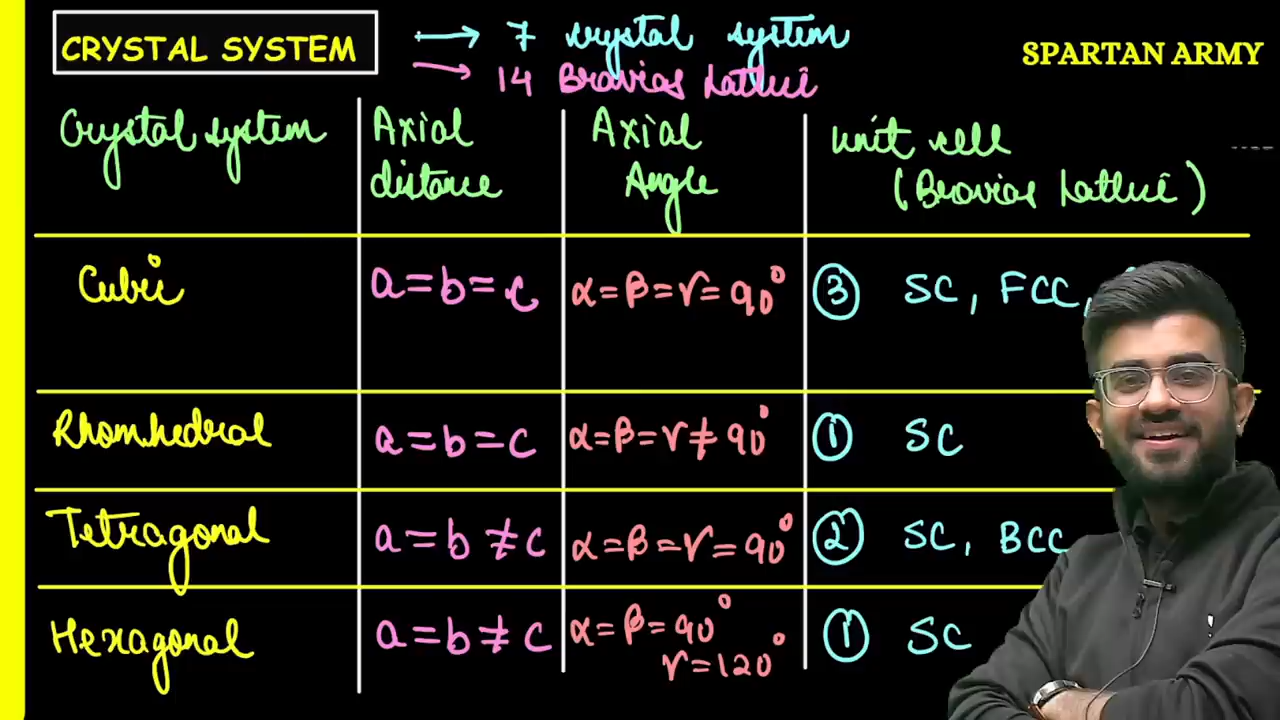 CRYSTAL SYSTEM → 7 crystal system
→ 14 Bravias Lattice
SPARTAN ARMY
Crystal system
Axial
distance
Axial
Angle
unit cell
(Bravias Lattice)
Cubic a=b=c α=β=γ=90° ③ SC, FCC,
Rhombhedral a=b=c α=β=γ≠90° ① SC
Tetragonal a=b≠c α=β=γ=90° ② SC, BCC
Hexagonal a=b≠c α=β=90°
γ=120° ① SC